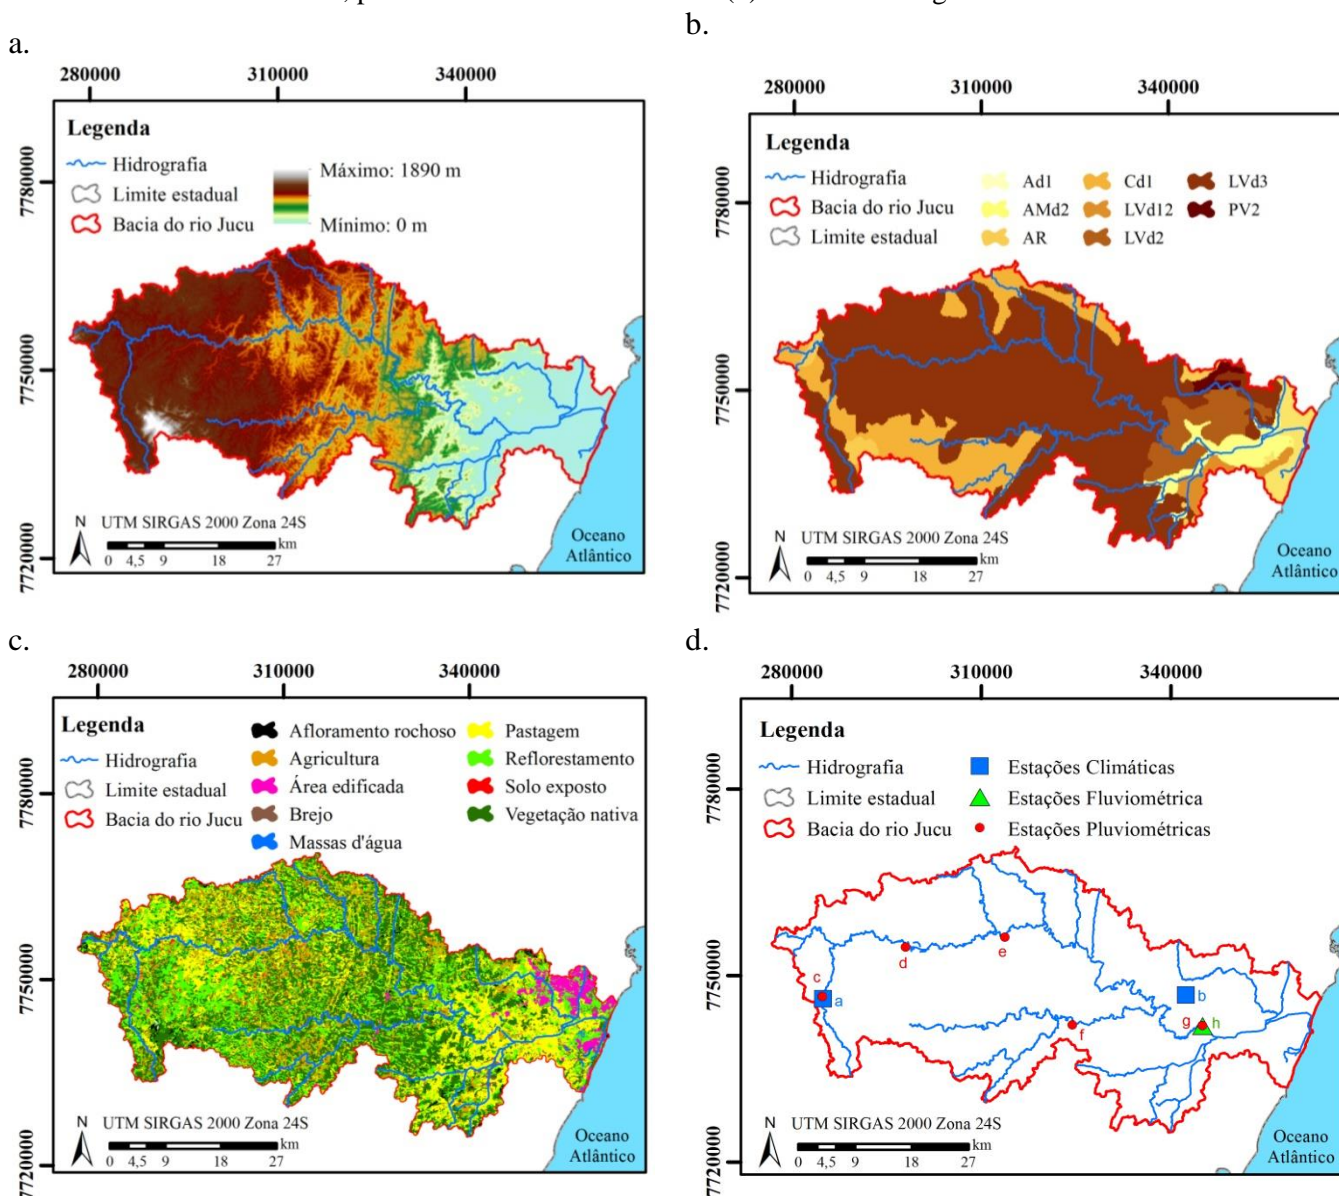 b.
a.
280000 310000 340000
Legenda
Hidrografia
Limite estadual
Bacia do rio Jucu
Máximo: 1890 m
Mínimo: 0 m
7780000
7750000
7720000
N
UTM SIRGAS 2000 Zona 24S
km
0 4,5 9 18 27
Oceano
Atlântico
280000 310000 340000
Legenda
Hidrografia
Bacia do rio Jucu
Limite estadual
Ad1 Cd1 LVd3
AMd2 LVd12 PV2
AR LVd2
7780000
7750000
7720000
N
UTM SIRGAS 2000 Zona 24S
km
0 4,5 9 18 27
Oceano
Atlântico
c.
280000 310000 340000
Legenda
Hidrografia
Limite estadual
Bacia do rio Jucu
Afloramento rochoso
Agricultura
Área edificada
Brejo
Massas d'água
Pastagem
Reflorestamento
Solo exposto
Vegetação nativa
7780000
7750000
7720000
N
UTM SIRGAS 2000 Zona 24S
km
0 4,5 9 18 27
Oceano
Atlântico
d.
280000 310000 340000
Legenda
Hidrografia
Limite estadual
Bacia do rio Jucu
Estações Climáticas
Estações Fluviométrica
Estações Pluviométricas
7780000
7750000
7720000
d
e
c
a
b
g
h
f
N
UTM SIRGAS 2000 Zona 24S
km
0 4,5 9 18 27
Oceano
Atlântico